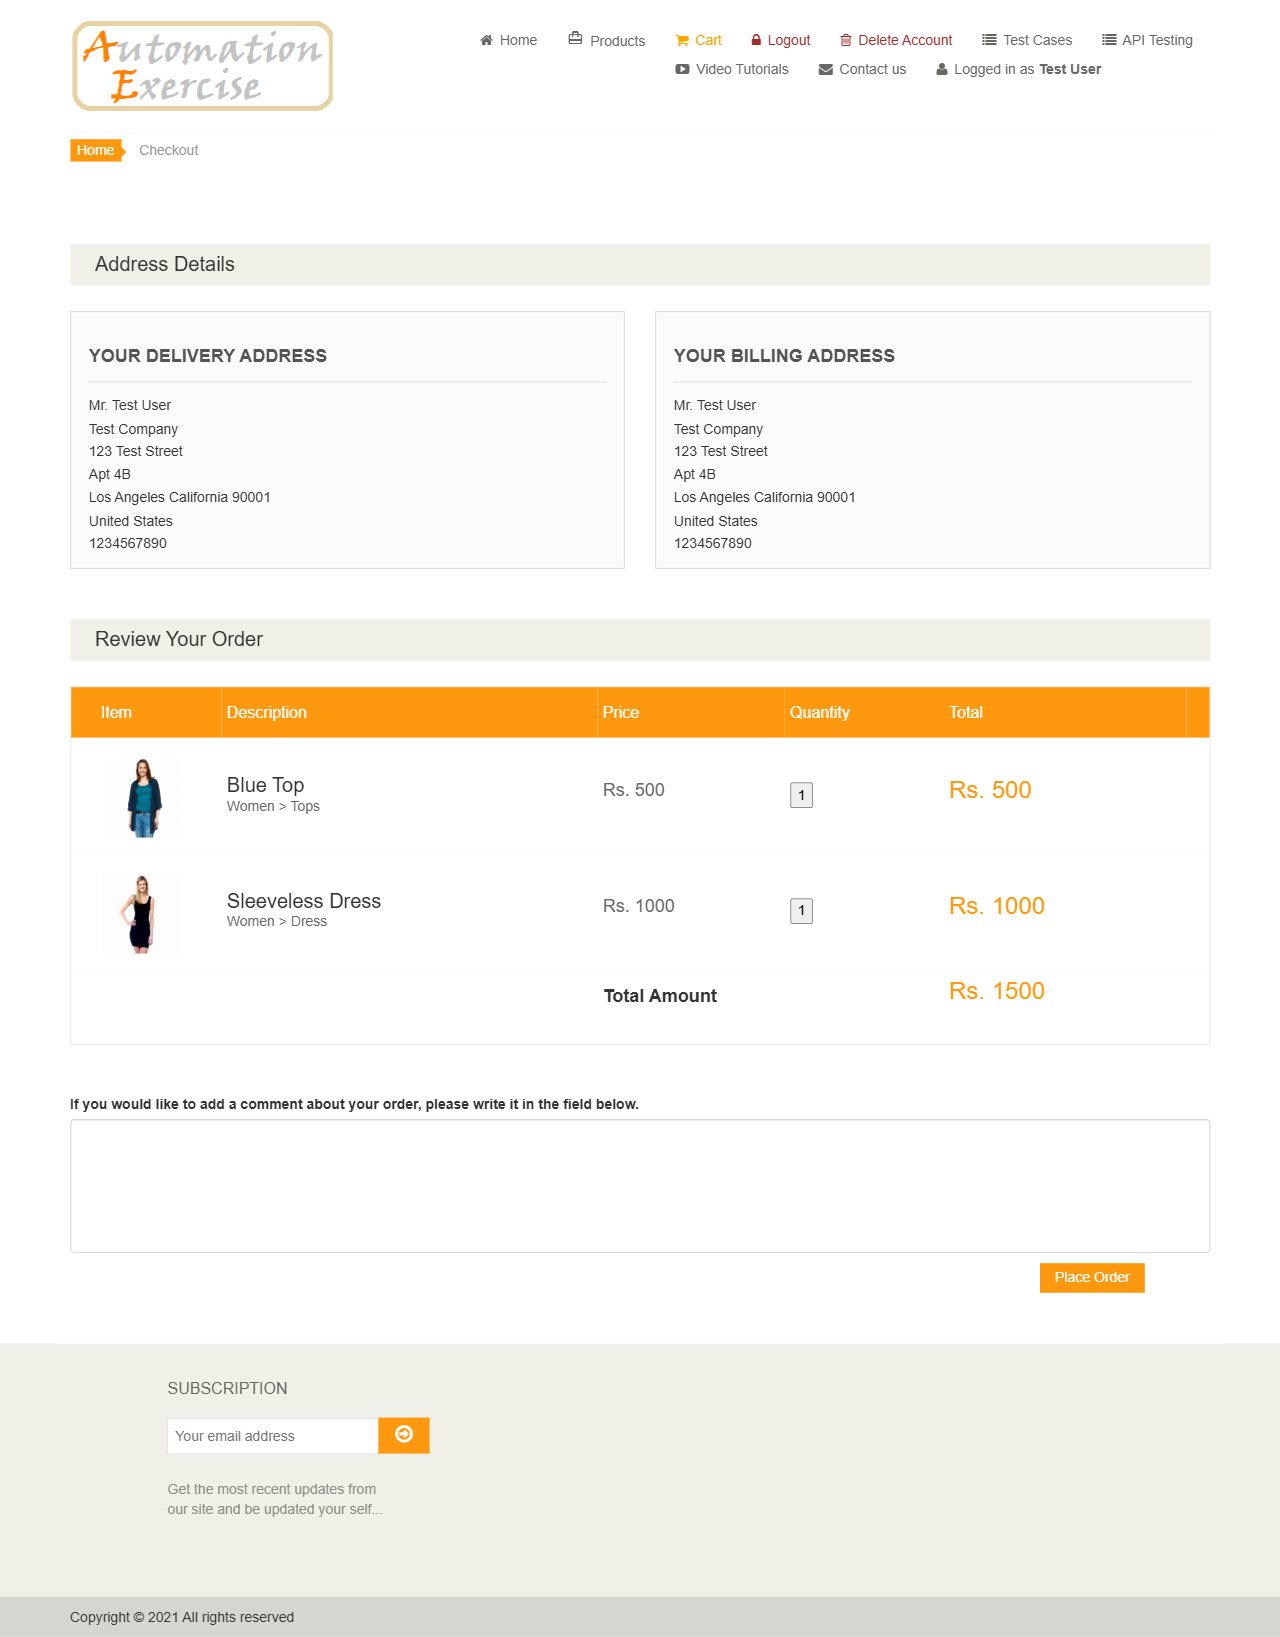 Automation
Exercise
Home
Products
Cart
Logout
Delete Account
Test Cases
API Testing
Video Tutorials
Contact us
Logged in as Test User
Home
Checkout
Address Details
YOUR DELIVERY ADDRESS
Mr. Test User
Test Company
123 Test Street
Apt 4B
Los Angeles California 90001
United States
1234567890
YOUR BILLING ADDRESS
Mr. Test User
Test Company
123 Test Street
Apt 4B
Los Angeles California 90001
United States
1234567890
Review Your Order
Item Description Price Quantity Total
Blue Top
Women > Tops
Rs. 500
1
Rs. 500
Sleeveless Dress
Women > Dress
Rs. 1000
1
Rs. 1000
Total Amount Rs. 1500
If you would like to add a comment about your order, please write it in the field below.
Place Order
SUBSCRIPTION
Your email address
Get the most recent updates from
our site and be updated your self...
Copyright © 2021 All rights reserved